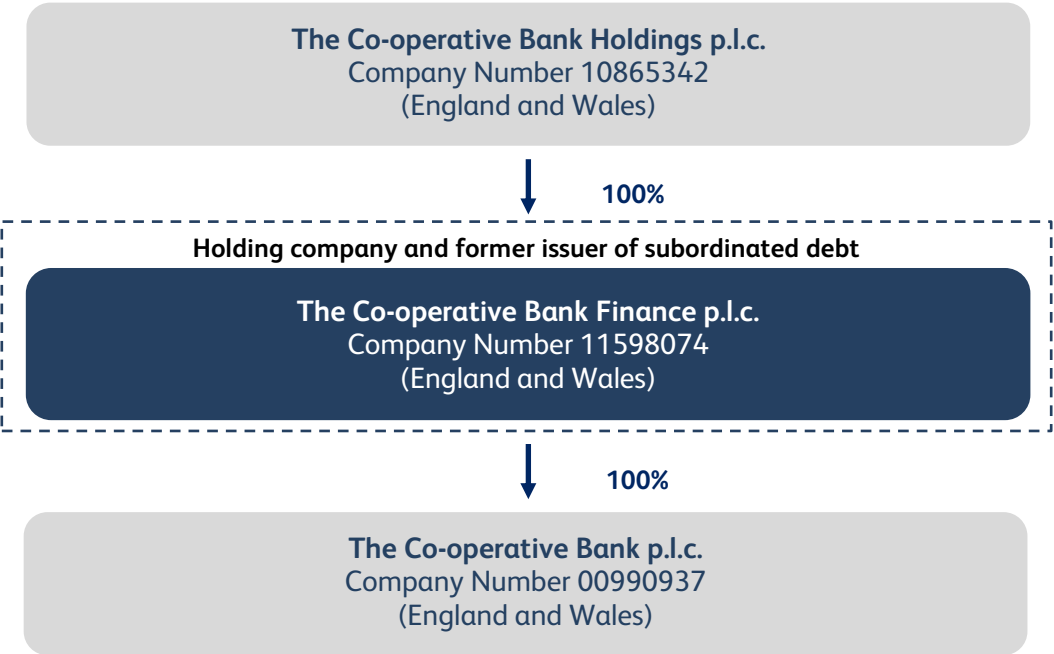 The Co-operative Bank Holdings p.l.c.
Company Number 10865342
(England and Wales)
100%
Holding company and former issuer of subordinated debt
The Co-operative Bank Finance p.l.c.
Company Number 11598074
(England and Wales)
100%
The Co-operative Bank p.l.c.
Company Number 00990937
(England and Wales)